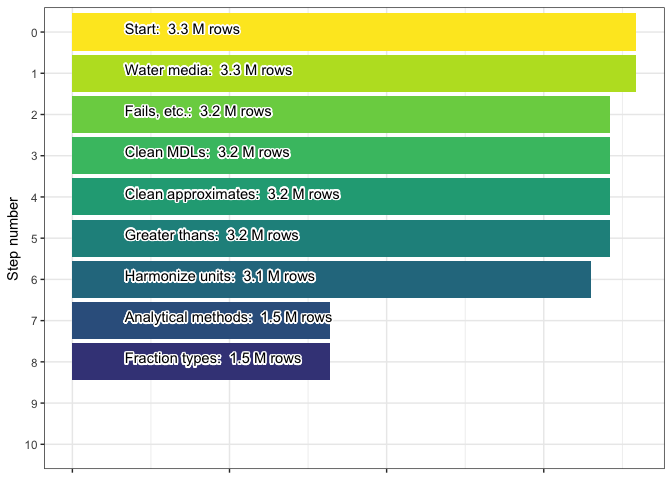 0
Start: 3.3 M rows
1
Water media: 3.3 M rows
2
Fails, etc.: 3.2 M rows
3
Clean MDLs: 3.2 M rows
4
Clean approximates: 3.2 M rows
5
Greater thans: 3.2 M rows
6
Harmonize units: 3.1 M rows
7
Analytical methods: 1.5 M rows
8
Fraction types: 1.5 M rows
9
10
Step number